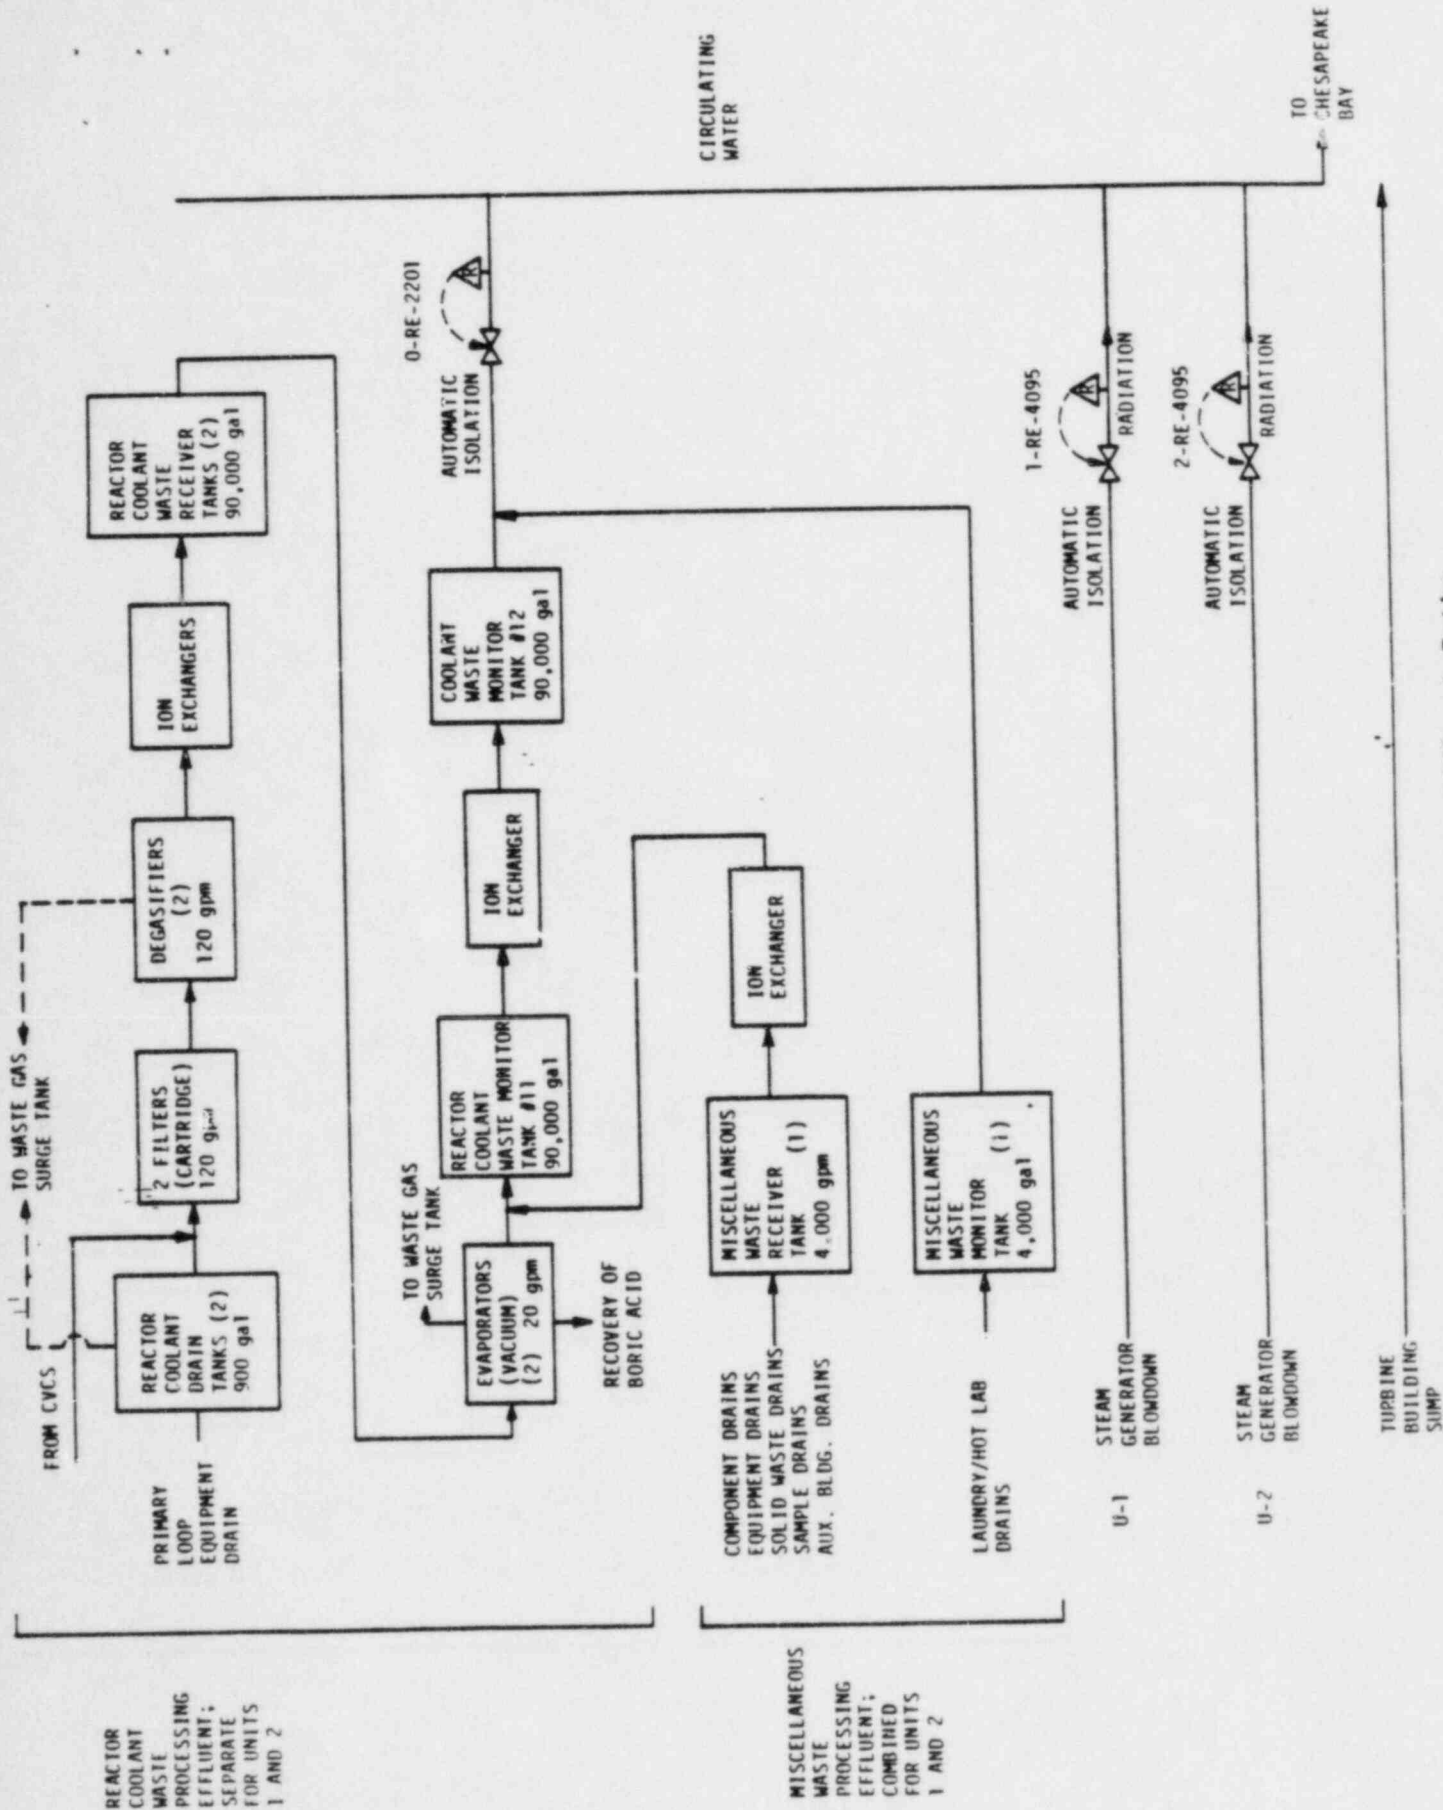 REACTOR
COOLANT
WASTE
PROCESSING
EFFLUENT;
SEPARATE
FOR UNITS
1 AND 2
MISCELLANEOUS
WASTE
PROCESSING
EFFLUENT;
COMBINED
FOR UNITS
1 AND 2
FROM CVCS
PRIMARY
LOOP
EQUIPMENT
DRAIN
REACTOR
COOLANT
DRAIN
TANKS (2)
900 gal
TO WASTE GAS
SURGE TANK
2 FILTERS
(CARTRIDGE)
120
DEGASIFIERS
(2)
120 gpm
ION
EXCHANGERS
REACTOR
COOLANT
WASTE
RECEIVER
TANKS (2)
90,000 gal
TO WASTE GAS
SURGE TANK
EVAPORATORS
(VACUUM)
(2) 20 gpm
RECOVERY OF
BORIC ACID
REACTOR
COOLANT
WASTE MONITOR
TANK #11
90,000 gal
ION
EXCHANGER
COOLANT
WASTE
MONITOR
TANK #12
90,000 gal
AUTOMATIC
ISOLATION
0-RE-2201
R
CIRCULATING
WATER
COMPONENT DRAINS
EQUIPMENT DRAINS
SOLID WASTE DRAINS
SAMPLE DRAINS
AUX. BLDG. DRAINS
MISCELLANEOUS
WASTE
RECEIVER
TANK (1)
4.000 gpm
ION
EXCHANGER
LAUNDRY/HOT LAB
DRAINS
MISCELLANEOUS
WASTE
MONITOR
TANK (1)
4,000 gal
U-1
STEAM
GENERATOR
BLOWDOWN
AUTOMATIC
ISOLATION
1-RE-4095
R
RADIATION
U-2
STEAM
GENERATOR
BLOWDOWN
AUTOMATIC
ISOLATION
2-RE-4095
R
RADIATION
TURBINE
BUILDING
SUMP
TO
CHESAPEAKE
BAY